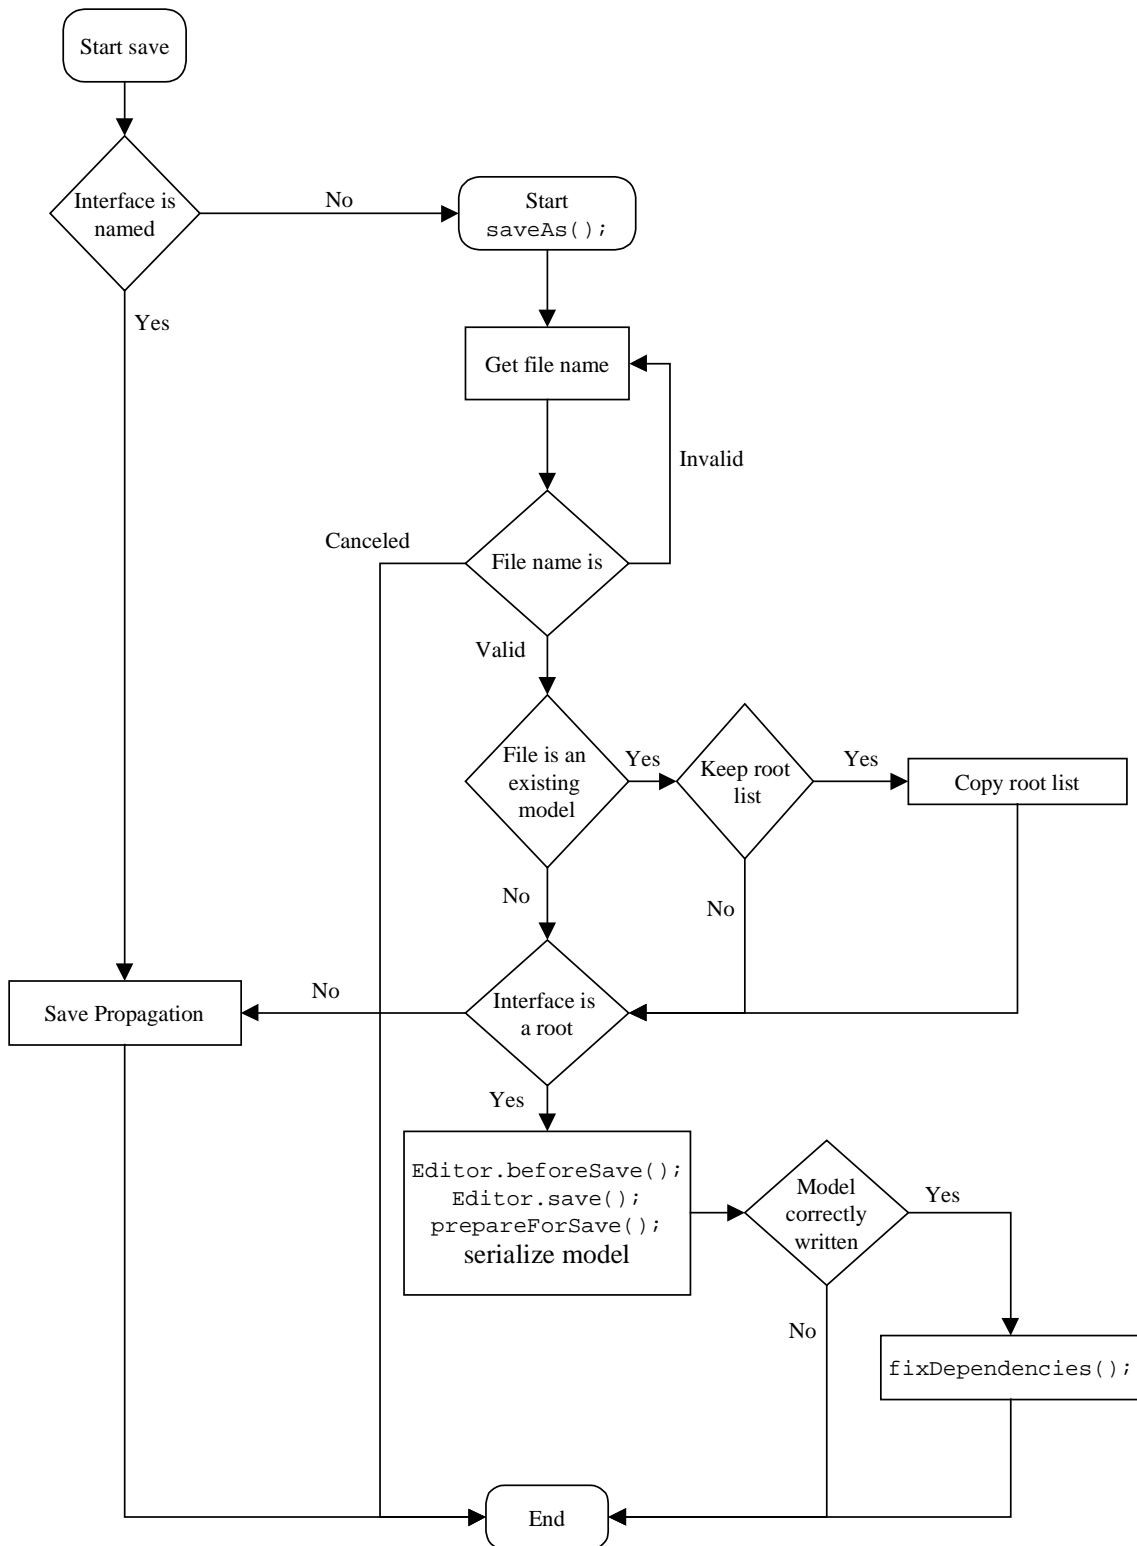 Start save
Interface is
named
No
Start
saveAs();
Yes
Get file name
Invalid
Canceled
File name is
Valid
File is an
existing
model
Yes
Keep root
list
Yes
Copy root list
No
No
Save Propagation
No
Interface is
a root
Yes
Editor.beforeSave();
Editor.save();
prepareForSave();
serialize model
Model
correctly
written
Yes
No
fixDependencies();
End